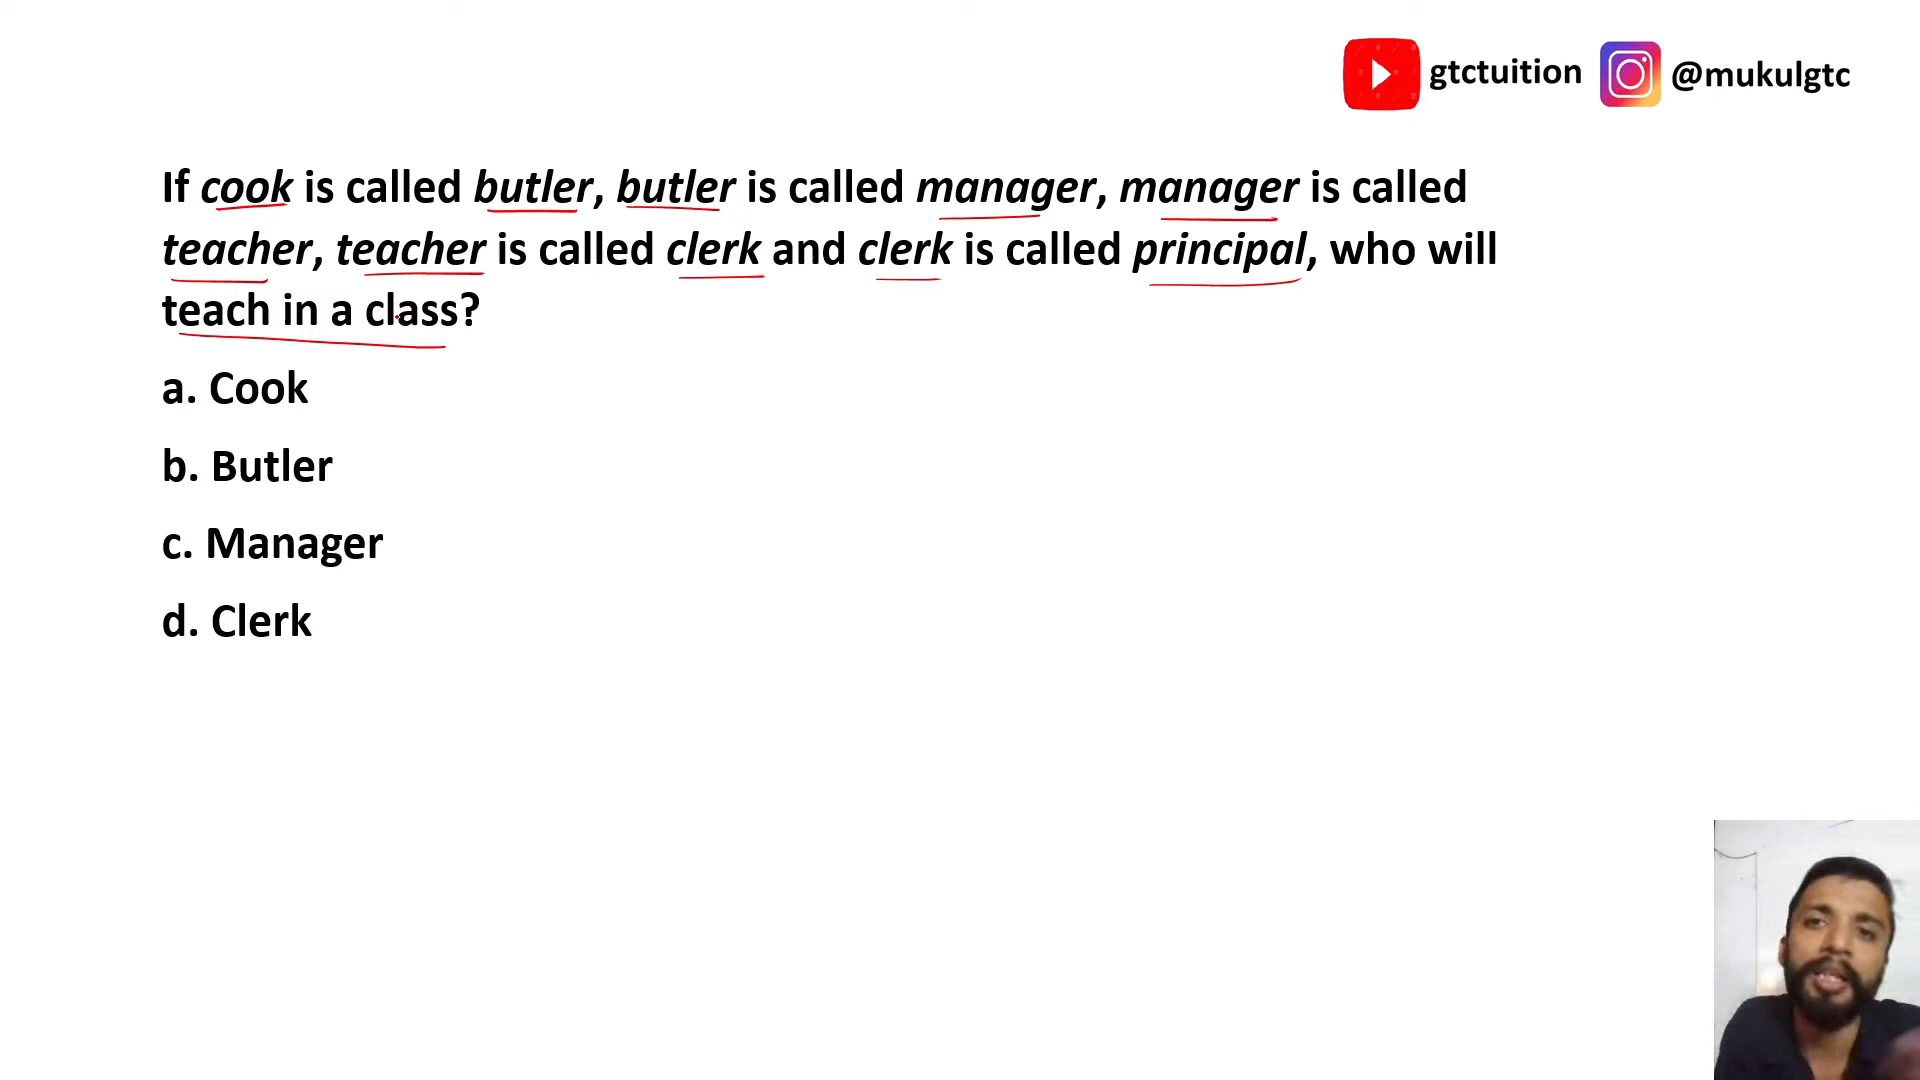 gtctuition @mukulgtc
If cook is called butler, butler is called manager, manager is called
teacher, teacher is called clerk and clerk is called principal, who will
teach in a class?
a. Cook
b. Butler
c. Manager
d. Clerk